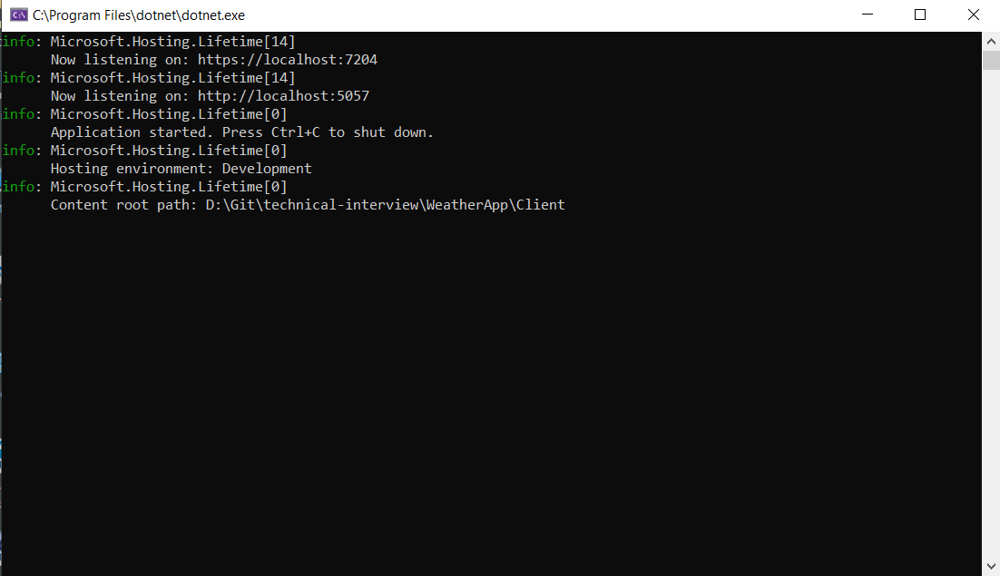 C:\Program Files\dotnet\dotnet.exe
info: Microsoft.Hosting.Lifetime[14]
Now listening on: https://localhost:7204
info: Microsoft.Hosting.Lifetime[14]
Now listening on: http://localhost:5057
info: Microsoft.Hosting.Lifetime[0]
Application started. Press Ctrl+C to shut down.
info: Microsoft.Hosting.Lifetime[0]
Hosting environment: Development
info: Microsoft.Hosting.Lifetime[0]
Content root path: D:\Git\technical-interview\WeatherApp\Client